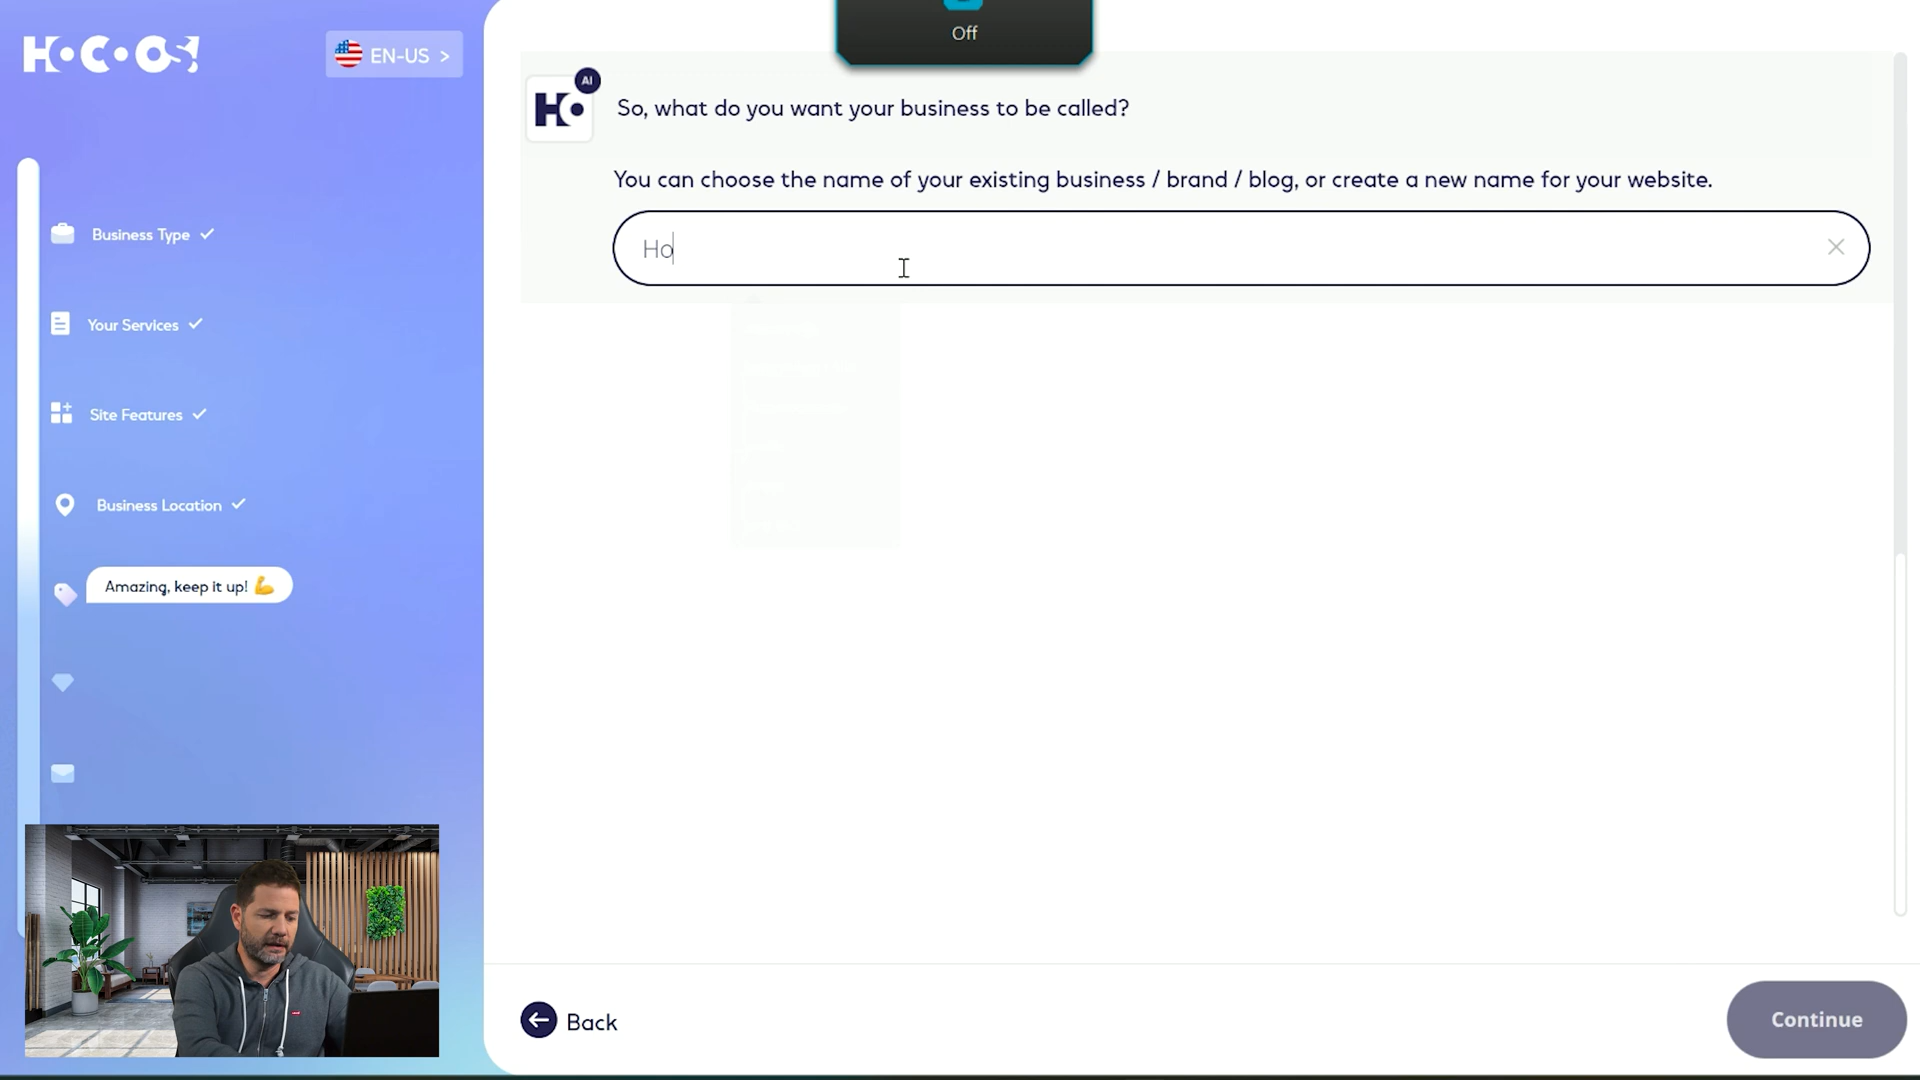 HOCOOS!
EN-US >
Off
AI
HO
So, what do you want your business to be called?
You can choose the name of your existing business / brand / blog, or create a new name for your website.
Ho
Business Type
Your Services
Site Features
Business Location
Amazing, keep it up! 💪
Back
Continue